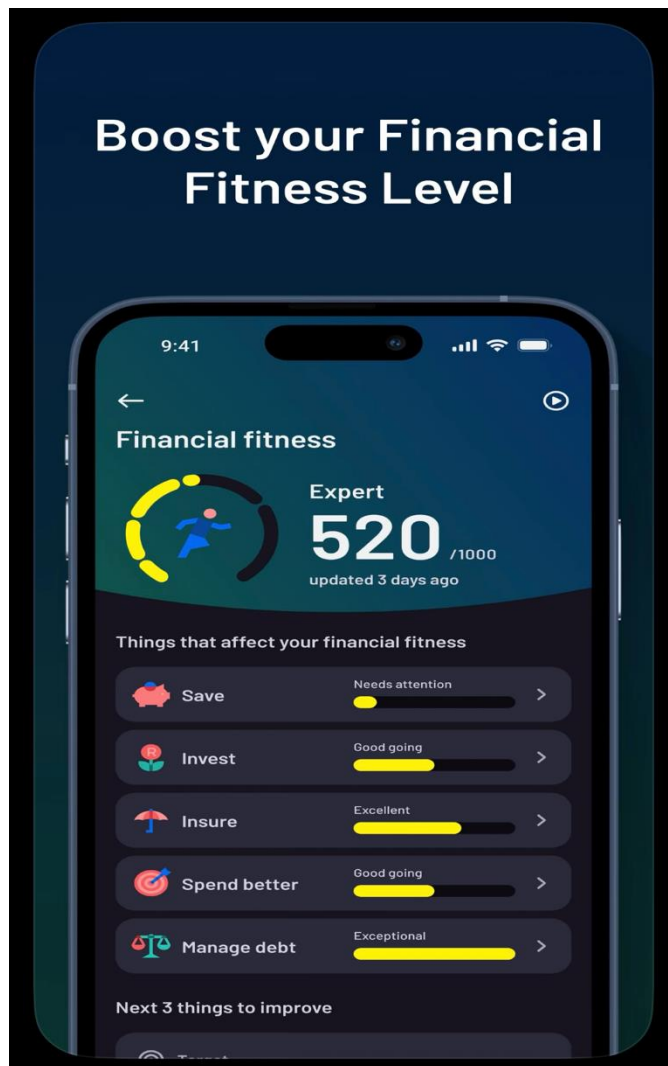 Boost your Financial
Fitness Level
9:41
Financial fitness
Expert
520 /1000
updated 3 days ago
Things that affect your financial fitness
Save
Needs attention
R
Invest
Good going
Insure
Excellent
Spend better
Good going
Manage debt
Exceptional
Next 3 things to improve